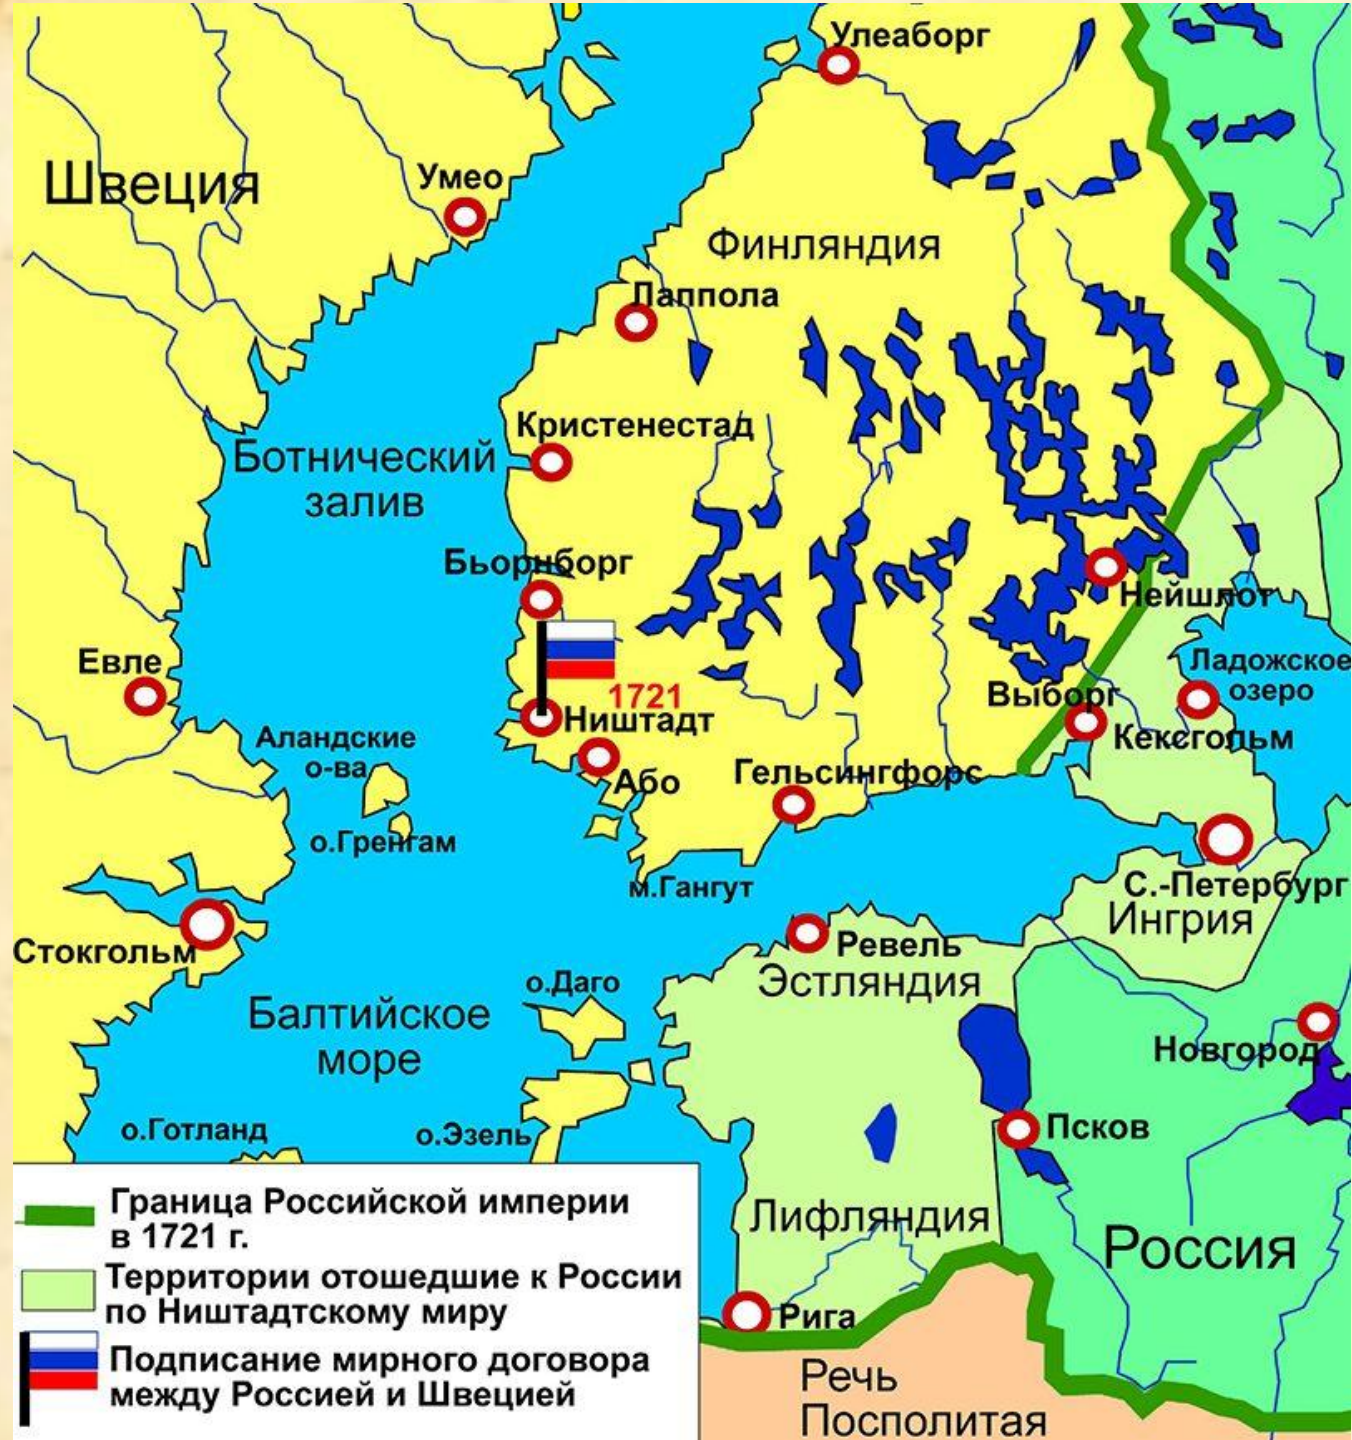 Улеаборг
Швеция
Умео
Финляндия
Лаппола
Кристенестад
Ботнический
залив
Бьорнборг
Нейшлот
Евле
Ладожское
озеро
1721
Выборг
Ништадт
Кексгольм
Аландские
о-ва
Або
Гельсингфорс
о.Гренгам
м.Гангут
С.-Петербург
Ингрия
Стокгольм
Ревель
Эстляндия
о.Даго
Балтийское
море
Новгород
о.Готланд
о.Эзель
Псков
Лифляндия
Россия
Рига
Речь
Посполитая
Граница Российской империи
в 1721 г.
Территории отошедшие к России
по Ништадтскому миру
Подписание мирного договора
между Россией и Швецией